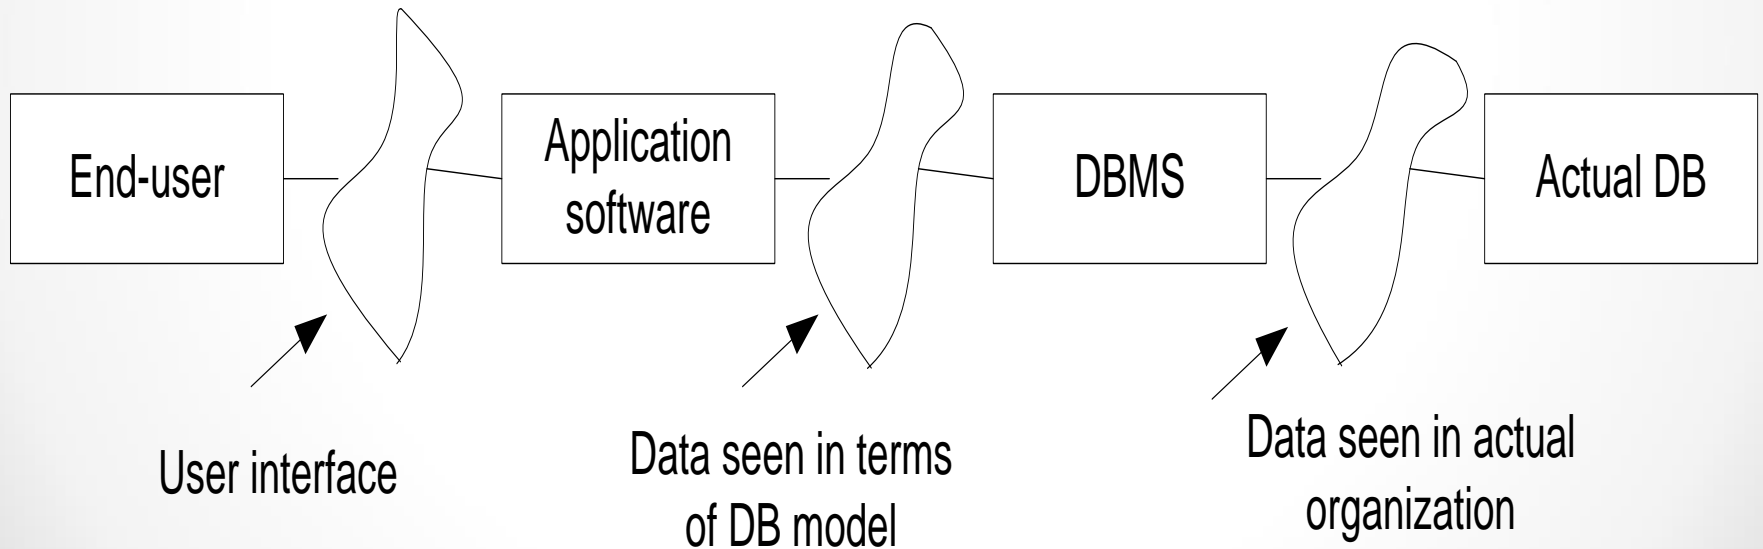 End-user
Application
software
DBMS
Actual DB
User interface
Data seen in terms
of DB model
Data seen in actual
organization